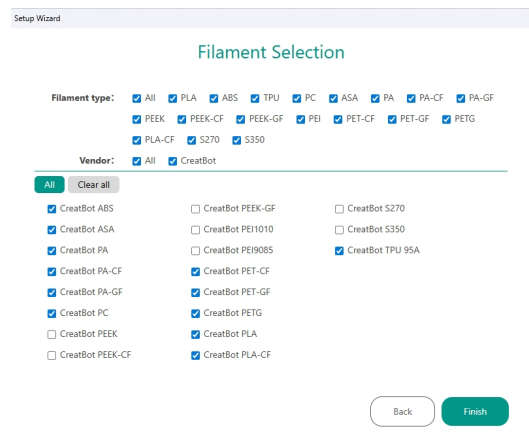 Setup Wizard
Filament Selection
Filament type: All PLA ABS TPU PC ASA PA PA-CF PA-GF
PEEK PEEK-CF PEEK-GF PEI PET-CF PET-GF PETG
PLA-CF S270 S350
Vendor: All CreatBot
All Clear all
CreatBot ABS CreatBot PEEK-GF CreatBot S270
CreatBot ASA CreatBot PEI1010 CreatBot S350
CreatBot PA CreatBot PEI9085 CreatBot TPU 95A
CreatBot PA-CF CreatBot PET-CF
CreatBot PA-GF CreatBot PET-GF
CreatBot PC CreatBot PETG
CreatBot PEEK CreatBot PLA
CreatBot PEEK-CF CreatBot PLA-CF
Back Finish